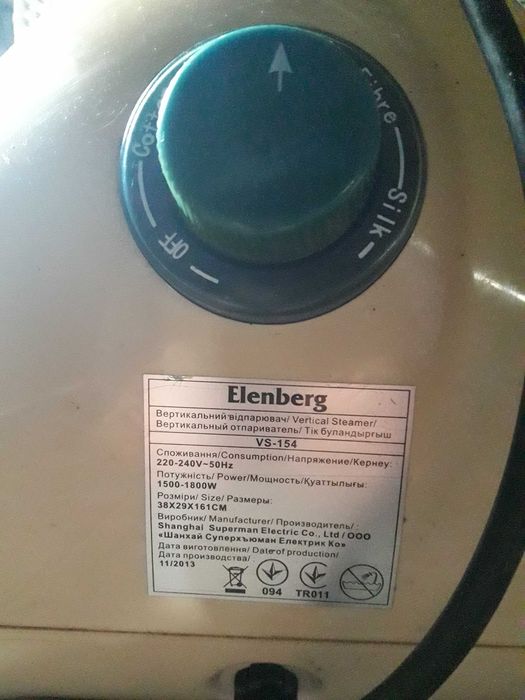 Fibre
Silk
OFF
Elenberg
Вертикальний відпарювач/ Vertical Steamer/
Вертикальный отпариватель/ Тік буландырғыш
VS-154
Споживання/Consumption/Напряжение/Кернеу:
220-240V~50Hz
Потужність/ Power/Мощность/Қуаттылығы:
1500-1800W
Розміри/ Size/ Размеры:
38X29X161CM
Виробник/ Manufacturer/ Производитель/ :
Shanghai Superman Electric Co., Ltd / ООО
«Шанхай Суперхъюман Електрик Ко»
Дата виготовлення/ Date of production/
Дата производства/
11/2013
094 TR011